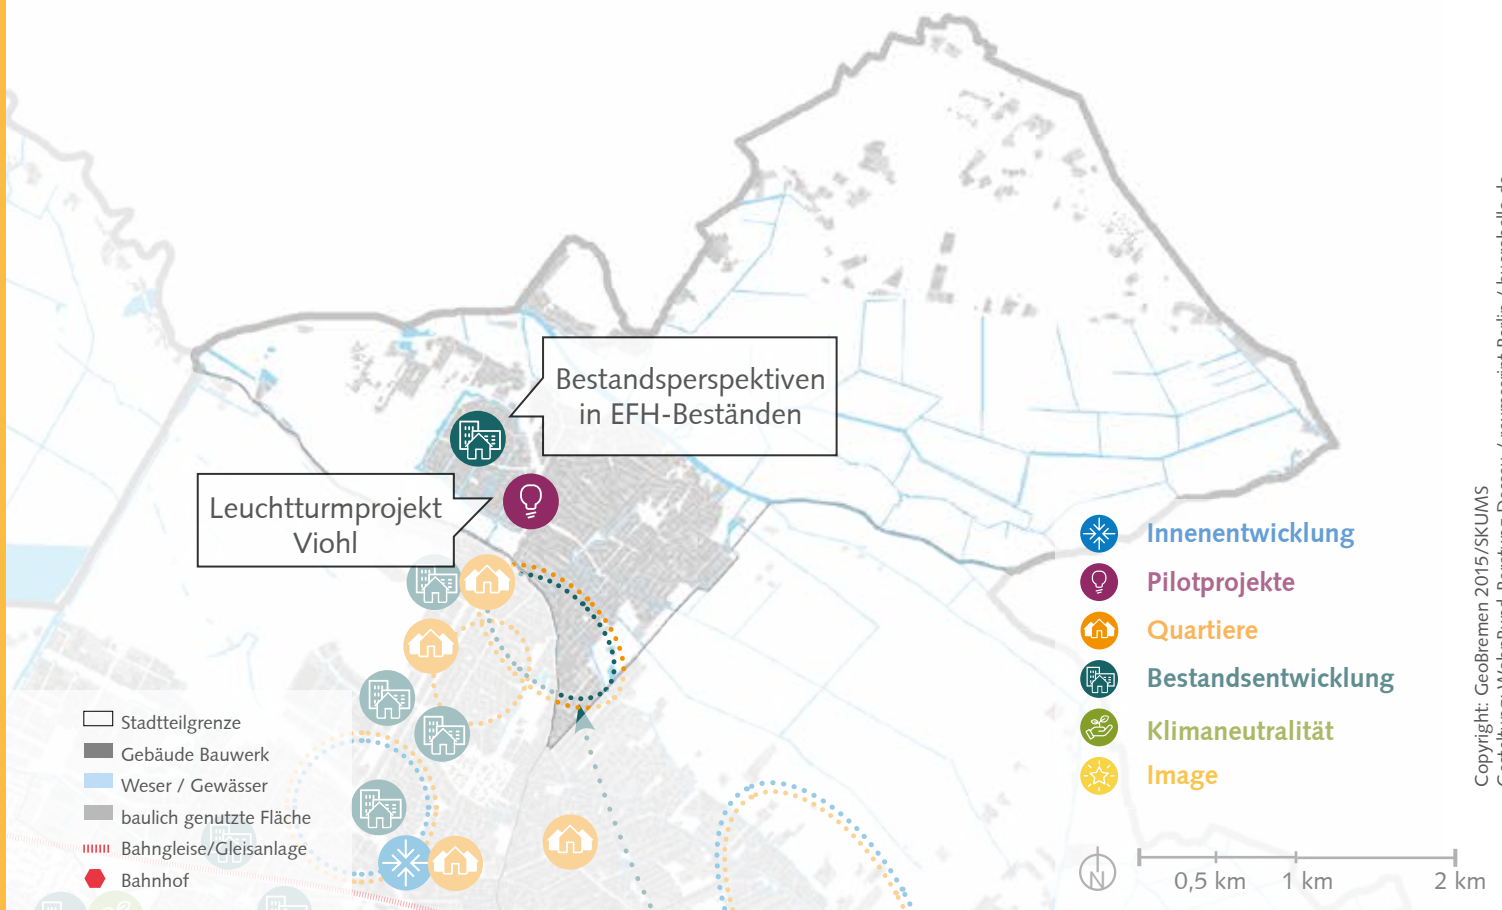 Bestandsperspektiven
in EFH-Beständen
Leuchtturmprojekt
Viohl
Innenentwicklung
Pilotprojekte
Quartiere
Bestandsentwicklung
Klimaneutralität
Image
Stadtteilgrenze
Gebäude Bauwerk
Weser / Gewässer
baulich genutzte Fläche
Bahngleise/Gleisanlage
Bahnhof
N
0,5 km
1 km
2 km
Copyright: GeoBremen 2015/SKUMS